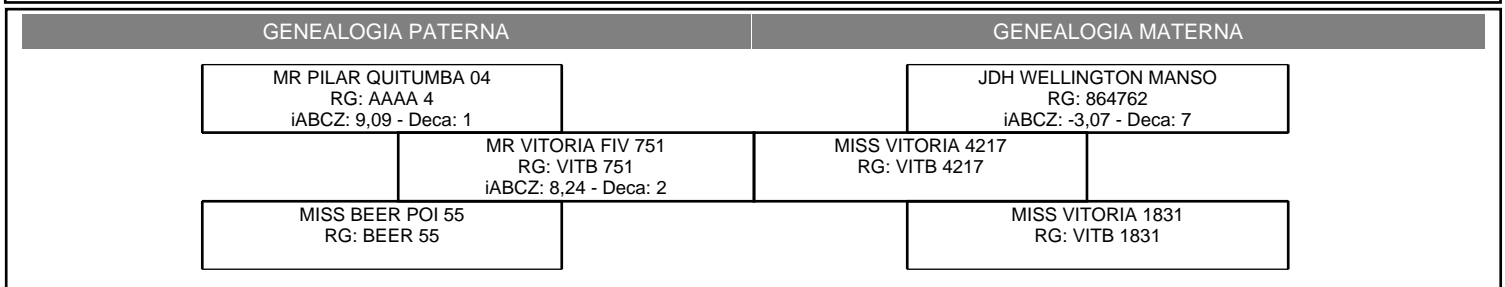 GENEALOGIA PATERNA
GENEALOGIA MATERNA
MR PILAR QUITUMBA 04
RG: AAAA 4
iABCZ: 9,09 - Deca: 1
JDH WELLINGTON MANSO
RG: 864762
iABCZ: -3,07 - Deca: 7
MR VITORIA FIV 751
RG: VITB 751
iABCZ: 8,24 - Deca: 2
MISS VITORIA 4217
RG: VITB 4217
MISS BEER POI 55
RG: BEER 55
MISS VITORIA 1831
RG: VITB 1831